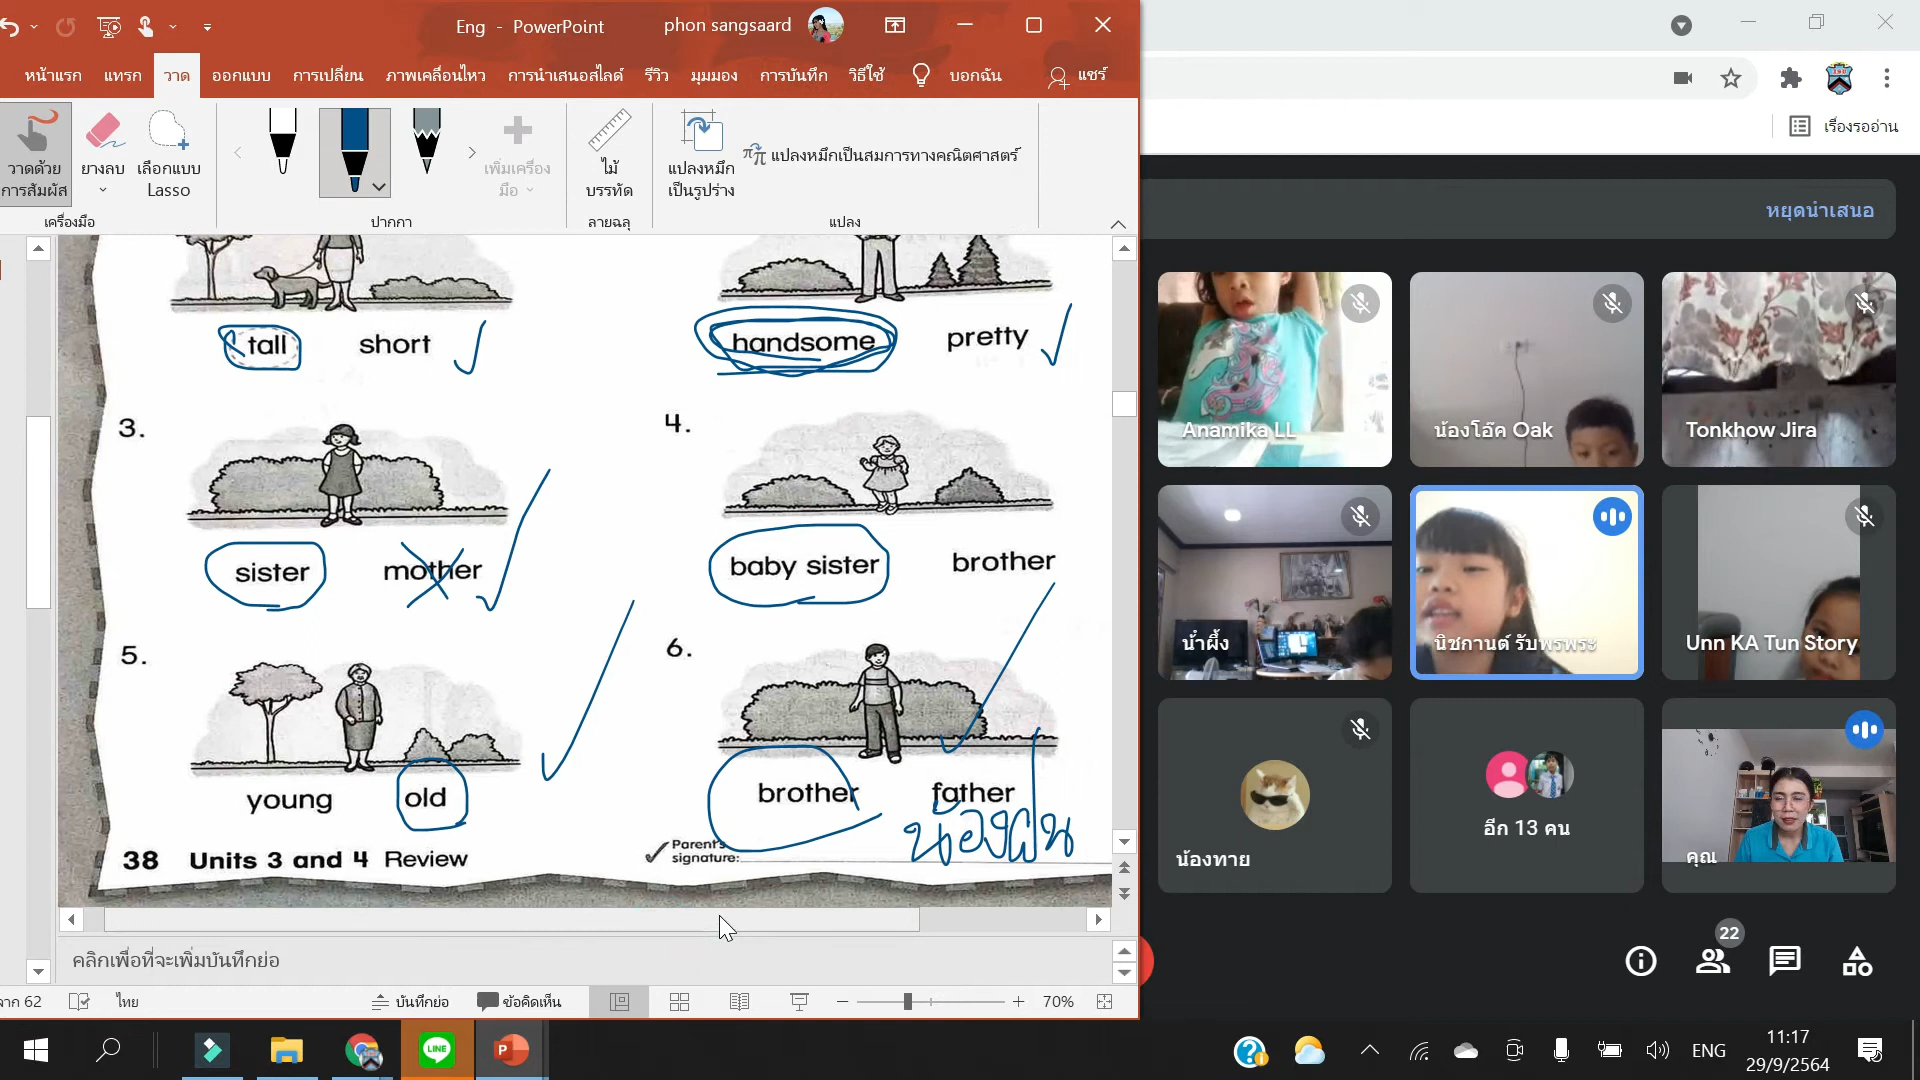 Eng - PowerPoint
phon sangsaard
หน้าแรก แทรก วาด ออกแบบ การเปลี่ยน ภาพเคลื่อนไหว การนำเสนอสไลด์ รีวิว มุมมอง การบันทึก วิธีใช้ บอกฉัน แชร์
วาดด้วย
การสัมผัส
ยางลบ
เลือกแบบ
Lasso
เพิ่มเครื่อง
มือ
ไม้
บรรทัด
แปลงหมึก
เป็นรูปร่าง
แปลงหมึกเป็นสมการทางคณิตศาสตร์
เครื่องมือ ปากกา ลายฉลุ แปลง
เรื่องรออ่าน
หยุดนำเสนอ
tall short
handsome pretty
3.
sister mother
4.
baby sister brother
5.
young old
6.
brother father
น้องฝน
38 Units 3 and 4 Review
Parent's
signature:
คลิกเพื่อที่จะเพิ่มบันทึกย่อ
จาก 62 ไทย บันทึกย่อ ข้อคิดเห็น 70%
Anamika LL
น้องโอ๊ค Oak
Tonkhow Jira
น้ำผึ้ง
นิชกานต์ รับพรพระ
Unn KA Tun Story
น้องทาย
อีก 13 คน
คุณ
22
LINE
ENG
11:17
29/9/2564